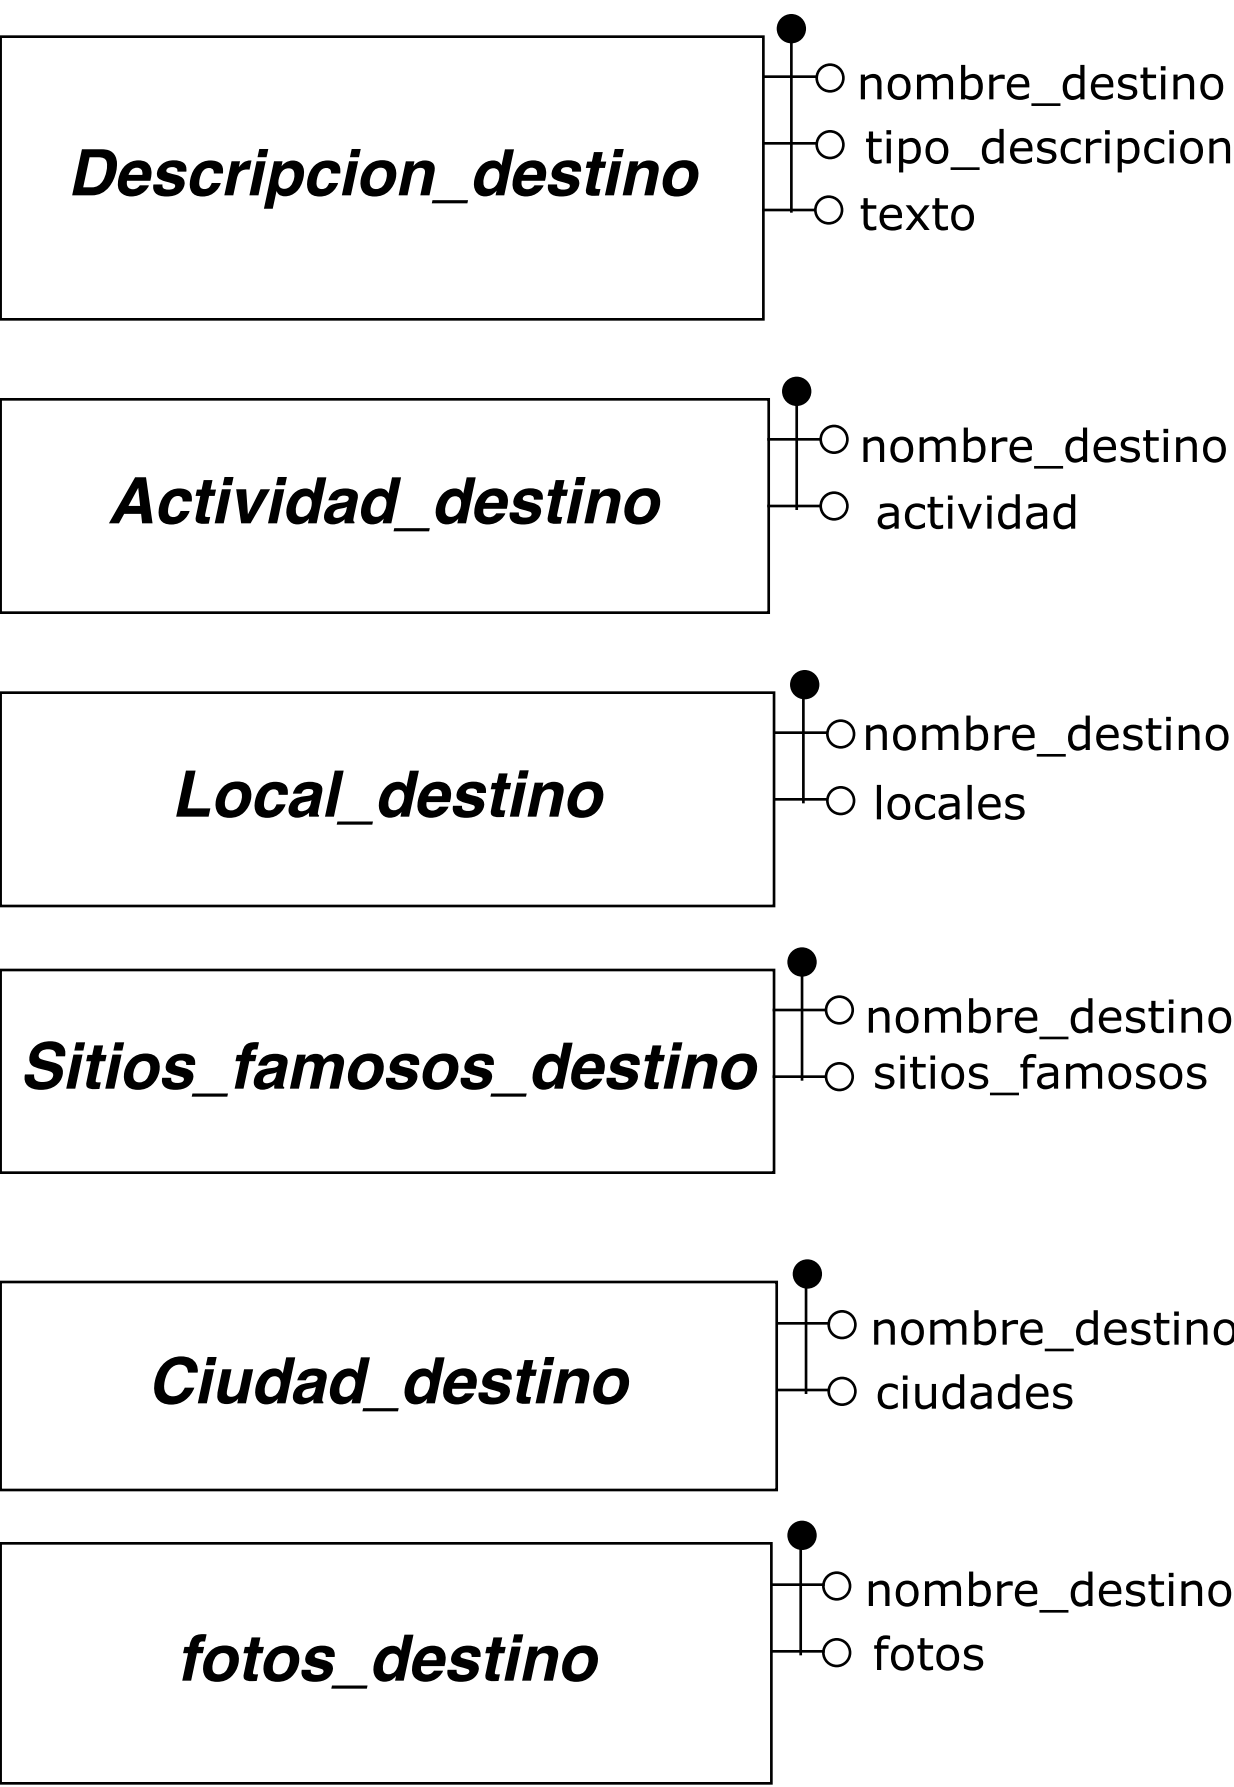 Descripcion_destino
nombre_destino
tipo_descripcion
texto
Actividad_destino
nombre_destino
actividad
Local_destino
nombre_destino
locales
Sitios_famosos_destino
nombre_destino
sitios_famosos
Ciudad_destino
nombre_destino
ciudades
fotos_destino
nombre_destino
fotos